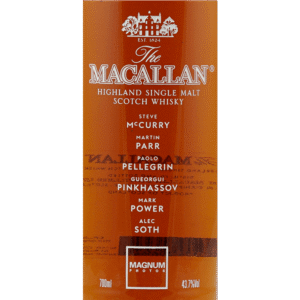 EST. 1824
The
MACALLAN®
HIGHLAND SINGLE MALT
SCOTCH WHISKY
STEVE
McCURRY
MARTIN
PARR
PAOLO
PELLEGRIN
GUEORGUI
PINKHASSOV
MARK
POWER
ALEC
SOTH
MAGNUM
PHOTOS
700ml
43.7%vol